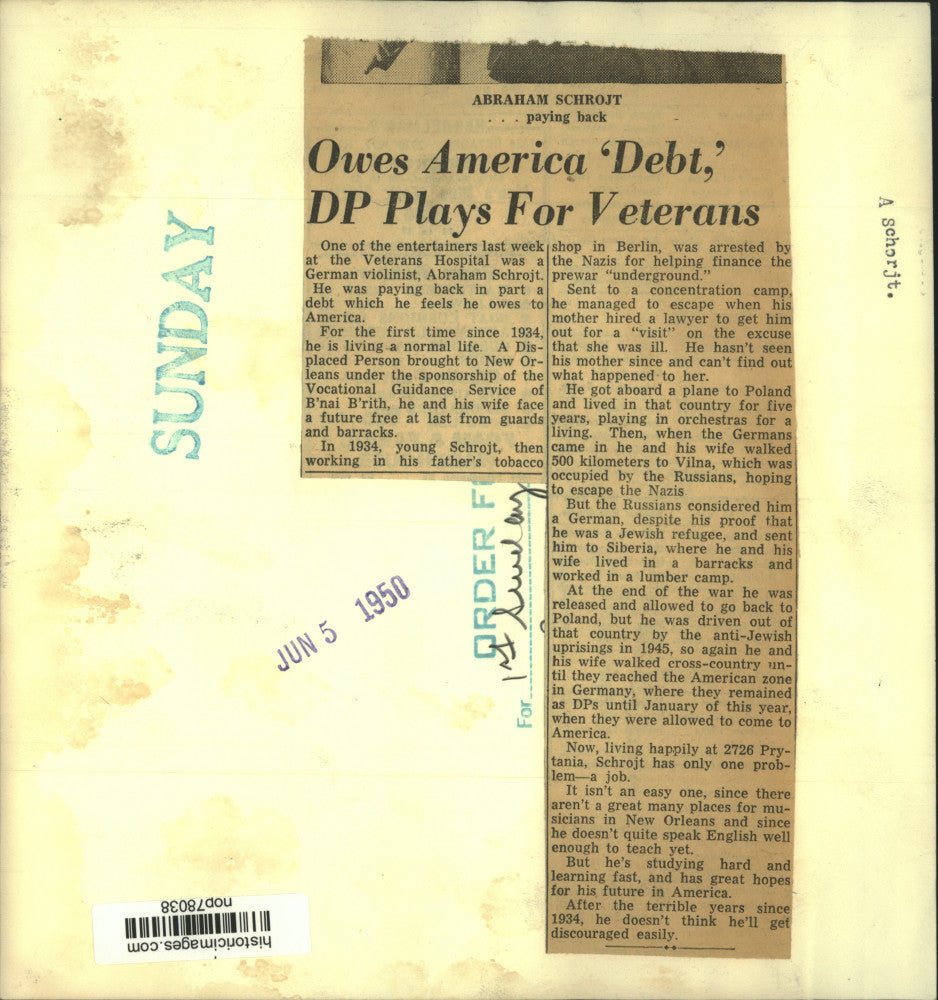 ABRAHAM SCHROJT
. . . paying back
Owes America ‘Debt,’
DP Plays For Veterans
One of the entertainers last week
at the Veterans Hospital was a
German violinist, Abraham Schrojt.
He was paying back in part a
debt which he feels he owes to
America.
For the first time since 1934,
he is living a normal life. A Dis-
placed Person brought to New Or-
leans under the sponsorship of the
Vocational Guidance Service of
B'nai B'rith, he and his wife face
a future free at last from guards
and barracks.
In 1934, young Schrojt, then
working in his father's tobacco
shop in Berlin, was arrested by
the Nazis for helping finance the
prewar "underground."
Sent to a concentration camp,
he managed to escape when his
mother hired a lawyer to get him
out for a "visit" on the excuse
that she was ill. He hasn't seen
his mother since and can't find out
what happened to her.
He got aboard a plane to Poland
and lived in that country for five
years, playing in orchestras for a
living. Then, when the Germans
came in he and his wife walked
500 kilometers to Vilna, which was
occupied by the Russians, hoping
to escape the Nazis
But the Russians considered him
a German, despite his proof that
he was a Jewish refugee, and sent
him to Siberia, where he and his
wife lived in a barracks and
worked in a lumber camp.
At the end of the war he was
released and allowed to go back to
Poland, but he was driven out of
that country by the anti-Jewish
uprisings in 1945, so again he and
his wife walked cross-country un-
til they reached the American zone
in Germany, where they remained
as DPs until January of this year,
when they were allowed to come to
America.
Now, living happily at 2726 Pry-
tania, Schrojt has only one prob-
lem—a job.
It isn't an easy one, since there
aren't a great many places for mu-
sicians in New Orleans and since
he doesn't quite speak English well
enough to teach yet.
But he's studying hard and
learning fast, and has great hopes
for his future in America.
After the terrible years since
1934, he doesn't think he'll get
discouraged easily.
SUNDAY
JUN 5 1950
ORDER F
For
1st Sunday
A Schorjt.
historicimages.com
nop78038